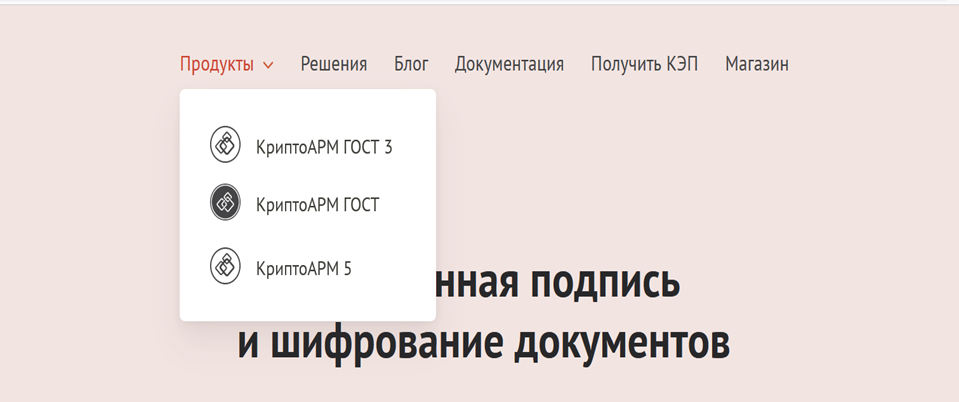 Продукты Решения Блог Документация Получить КЭП Магазин
КриптоАРМ ГОСТ 3
КриптоАРМ ГОСТ
КриптоАРМ 5
нная подпись
и шифрование документов